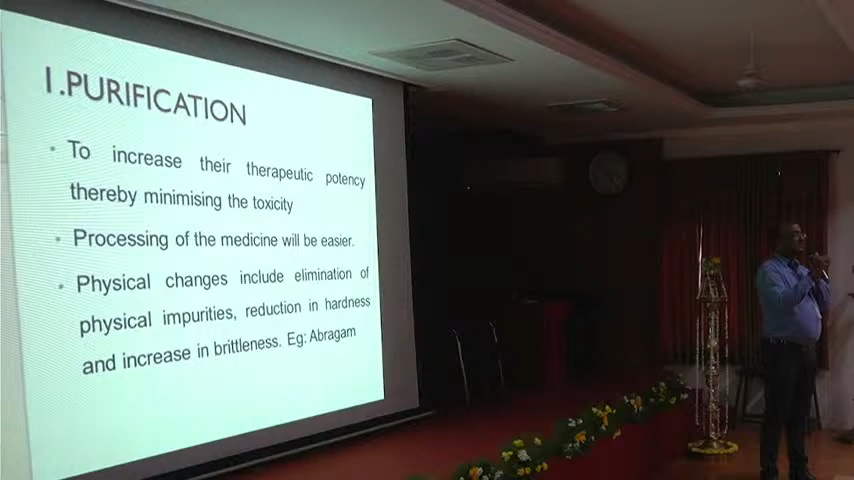 1.PURIFICATION
• To increase their therapeutic potency
thereby minimising the toxicity
• Processing of the medicine will be easier.
• Physical changes include elimination of
physical impurities, reduction in hardness
and increase in brittleness. Eg: Abragam